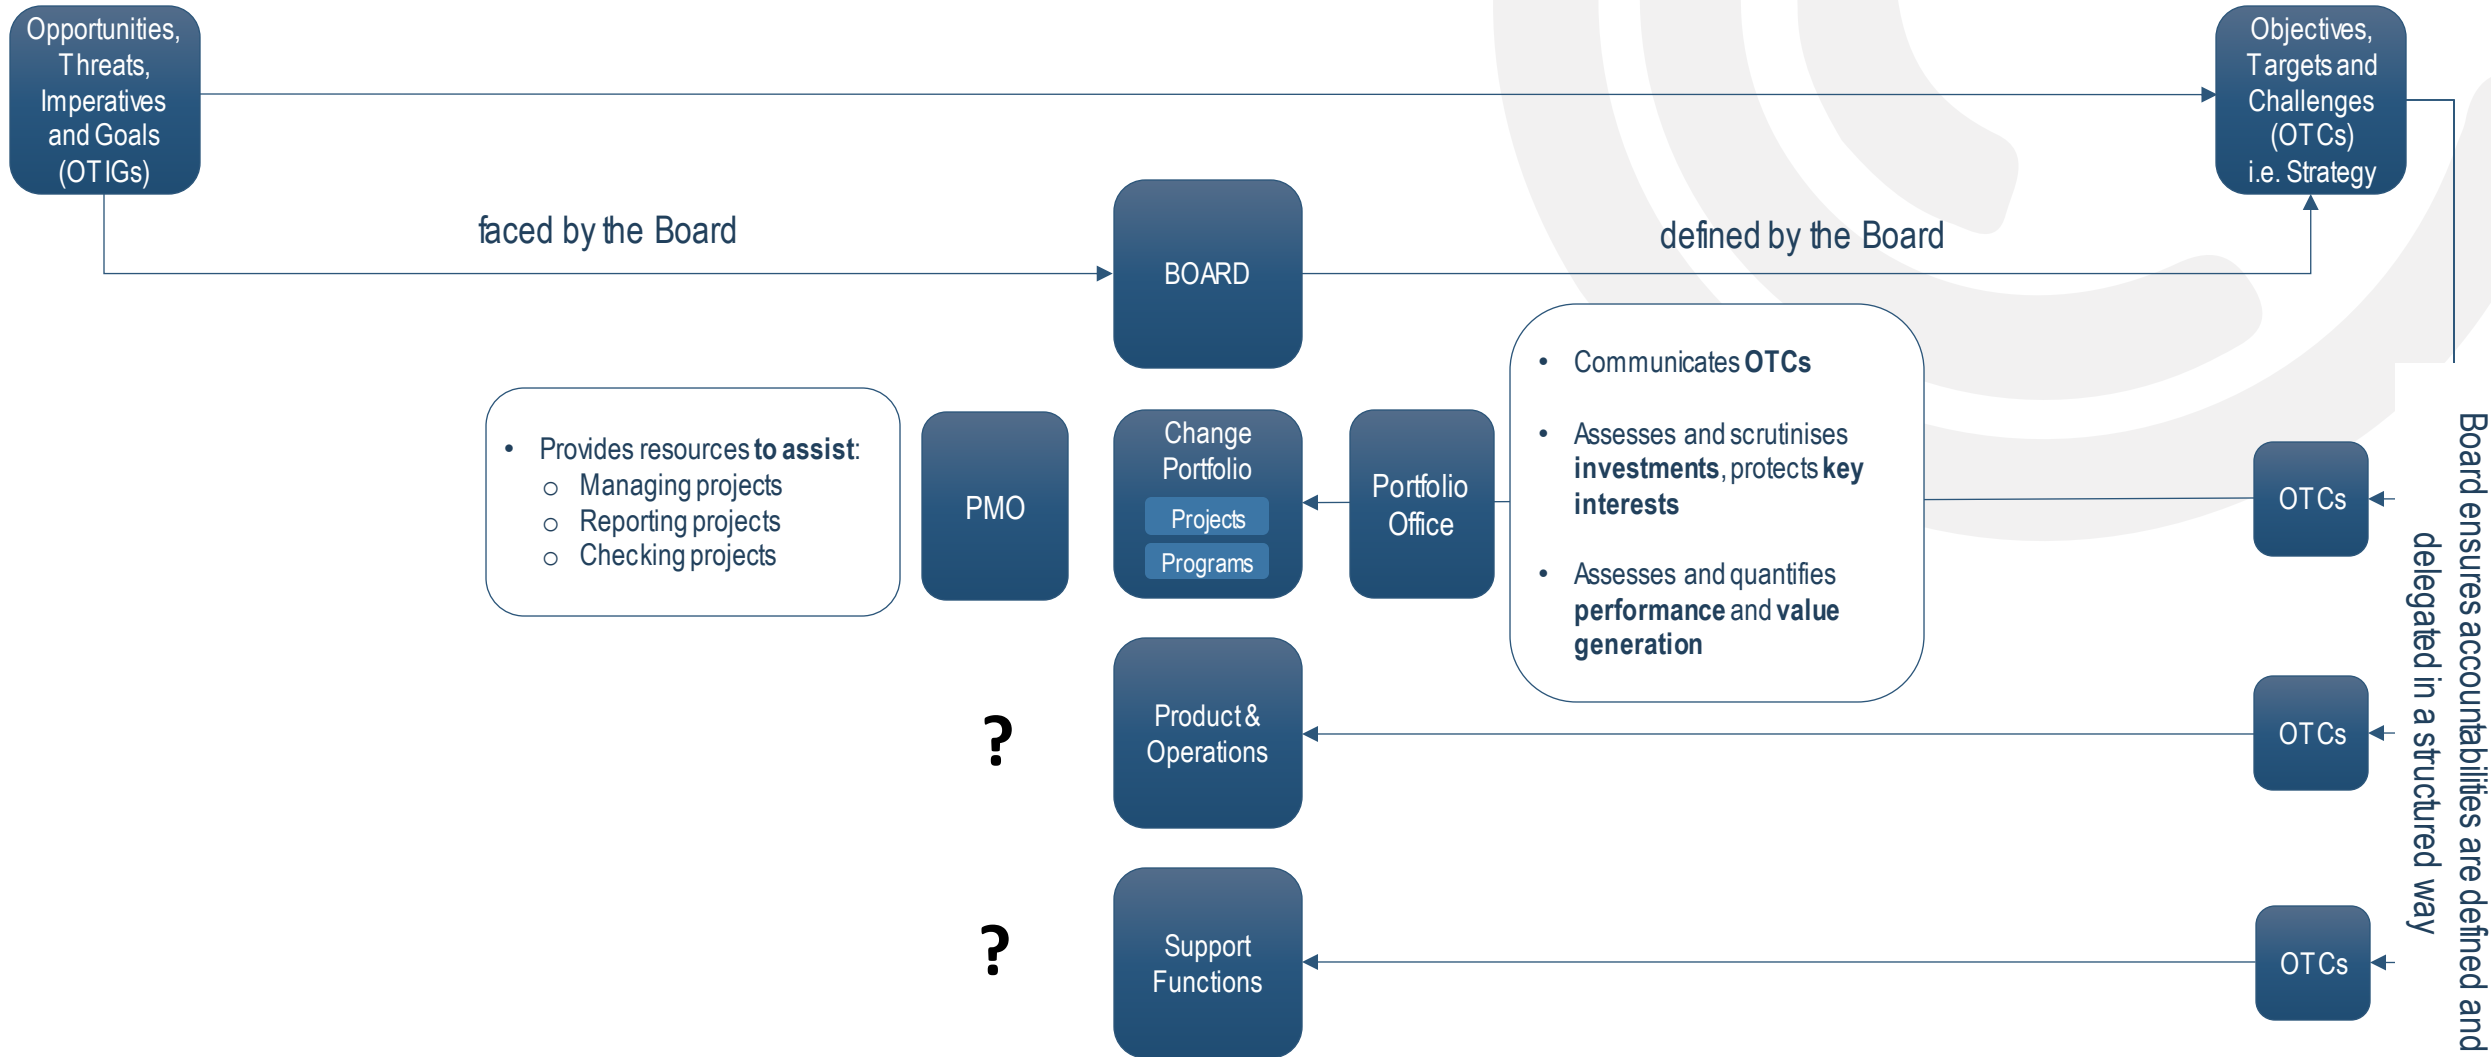 Opportunities,
Threats,
Imperatives
and Goals
(OTIGs)
Objectives,
Targets and
Challenges
(OTCs)
i.e. Strategy
faced by the Board
BOARD
defined by the Board
• Provides resources to assist:
o Managing projects
o Reporting projects
o Checking projects
PMO
Change
Portfolio
Projects
Programs
Portfolio
Office
• Communicates OTCs
• Assesses and scrutinises
investments, protects key
interests
• Assesses and quantifies
performance and value
generation
OTCs
Board ensures accountabilities are defined and
delegated in a structured way
?
Product &
Operations
OTCs
?
Support
Functions
OTCs